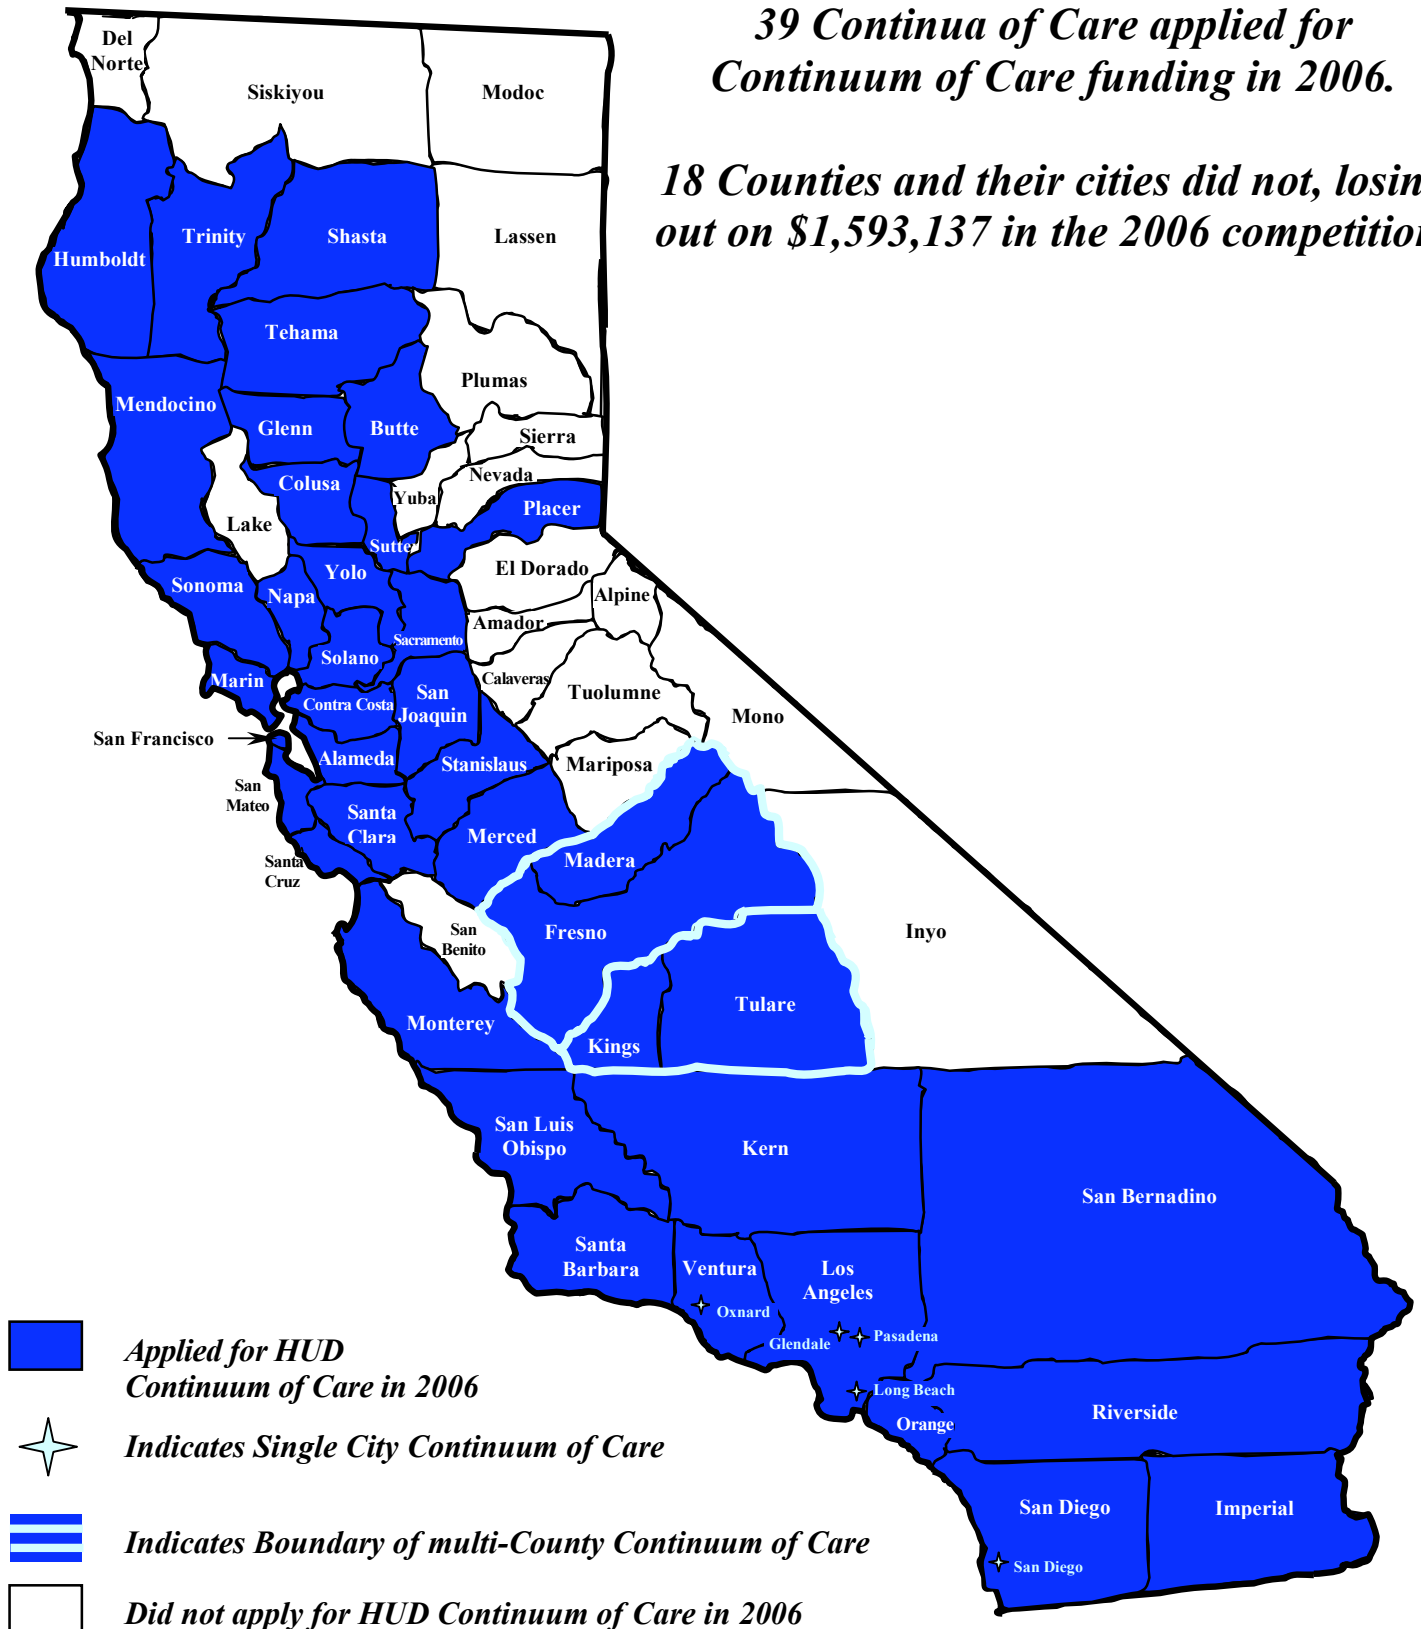 39 Continua of Care applied for
Continuum of Care funding in 2006.
18 Counties and their cities did not, losin
out on $1,593,137 in the 2006 competition
Del
Norte
Siskiyou
Modoc
Humboldt
Trinity
Shasta
Lassen
Tehama
Plumas
Mendocino
Glenn
Butte
Sierra
Nevada
Colusa
Yuba
Placer
Lake
Sutte
El Dorado
Sonoma
Napa
Yolo
Alpine
Amador
Sacramento
Solano
Marin
Calaveras
Contra Costa
San
Joaquin
Tuolumne
Mono
San Francisco
Alameda
Stanislaus
Mariposa
San
Mateo
Santa
Clara
Merced
Madera
Santa
Cruz
San
Benito
Fresno
Inyo
Tulare
Monterey
Kings
San Luis
Obispo
Kern
San Bernadino
Santa
Barbara
Ventura
Los
Angeles
Oxnard
Glendale
Pasadena
Long Beach
Orange
Riverside
San Diego
Imperial
San Diego
Applied for HUD
Continuum of Care in 2006
Indicates Single City Continuum of Care
Indicates Boundary of multi-County Continuum of Care
Did not apply for HUD Continuum of Care in 2006